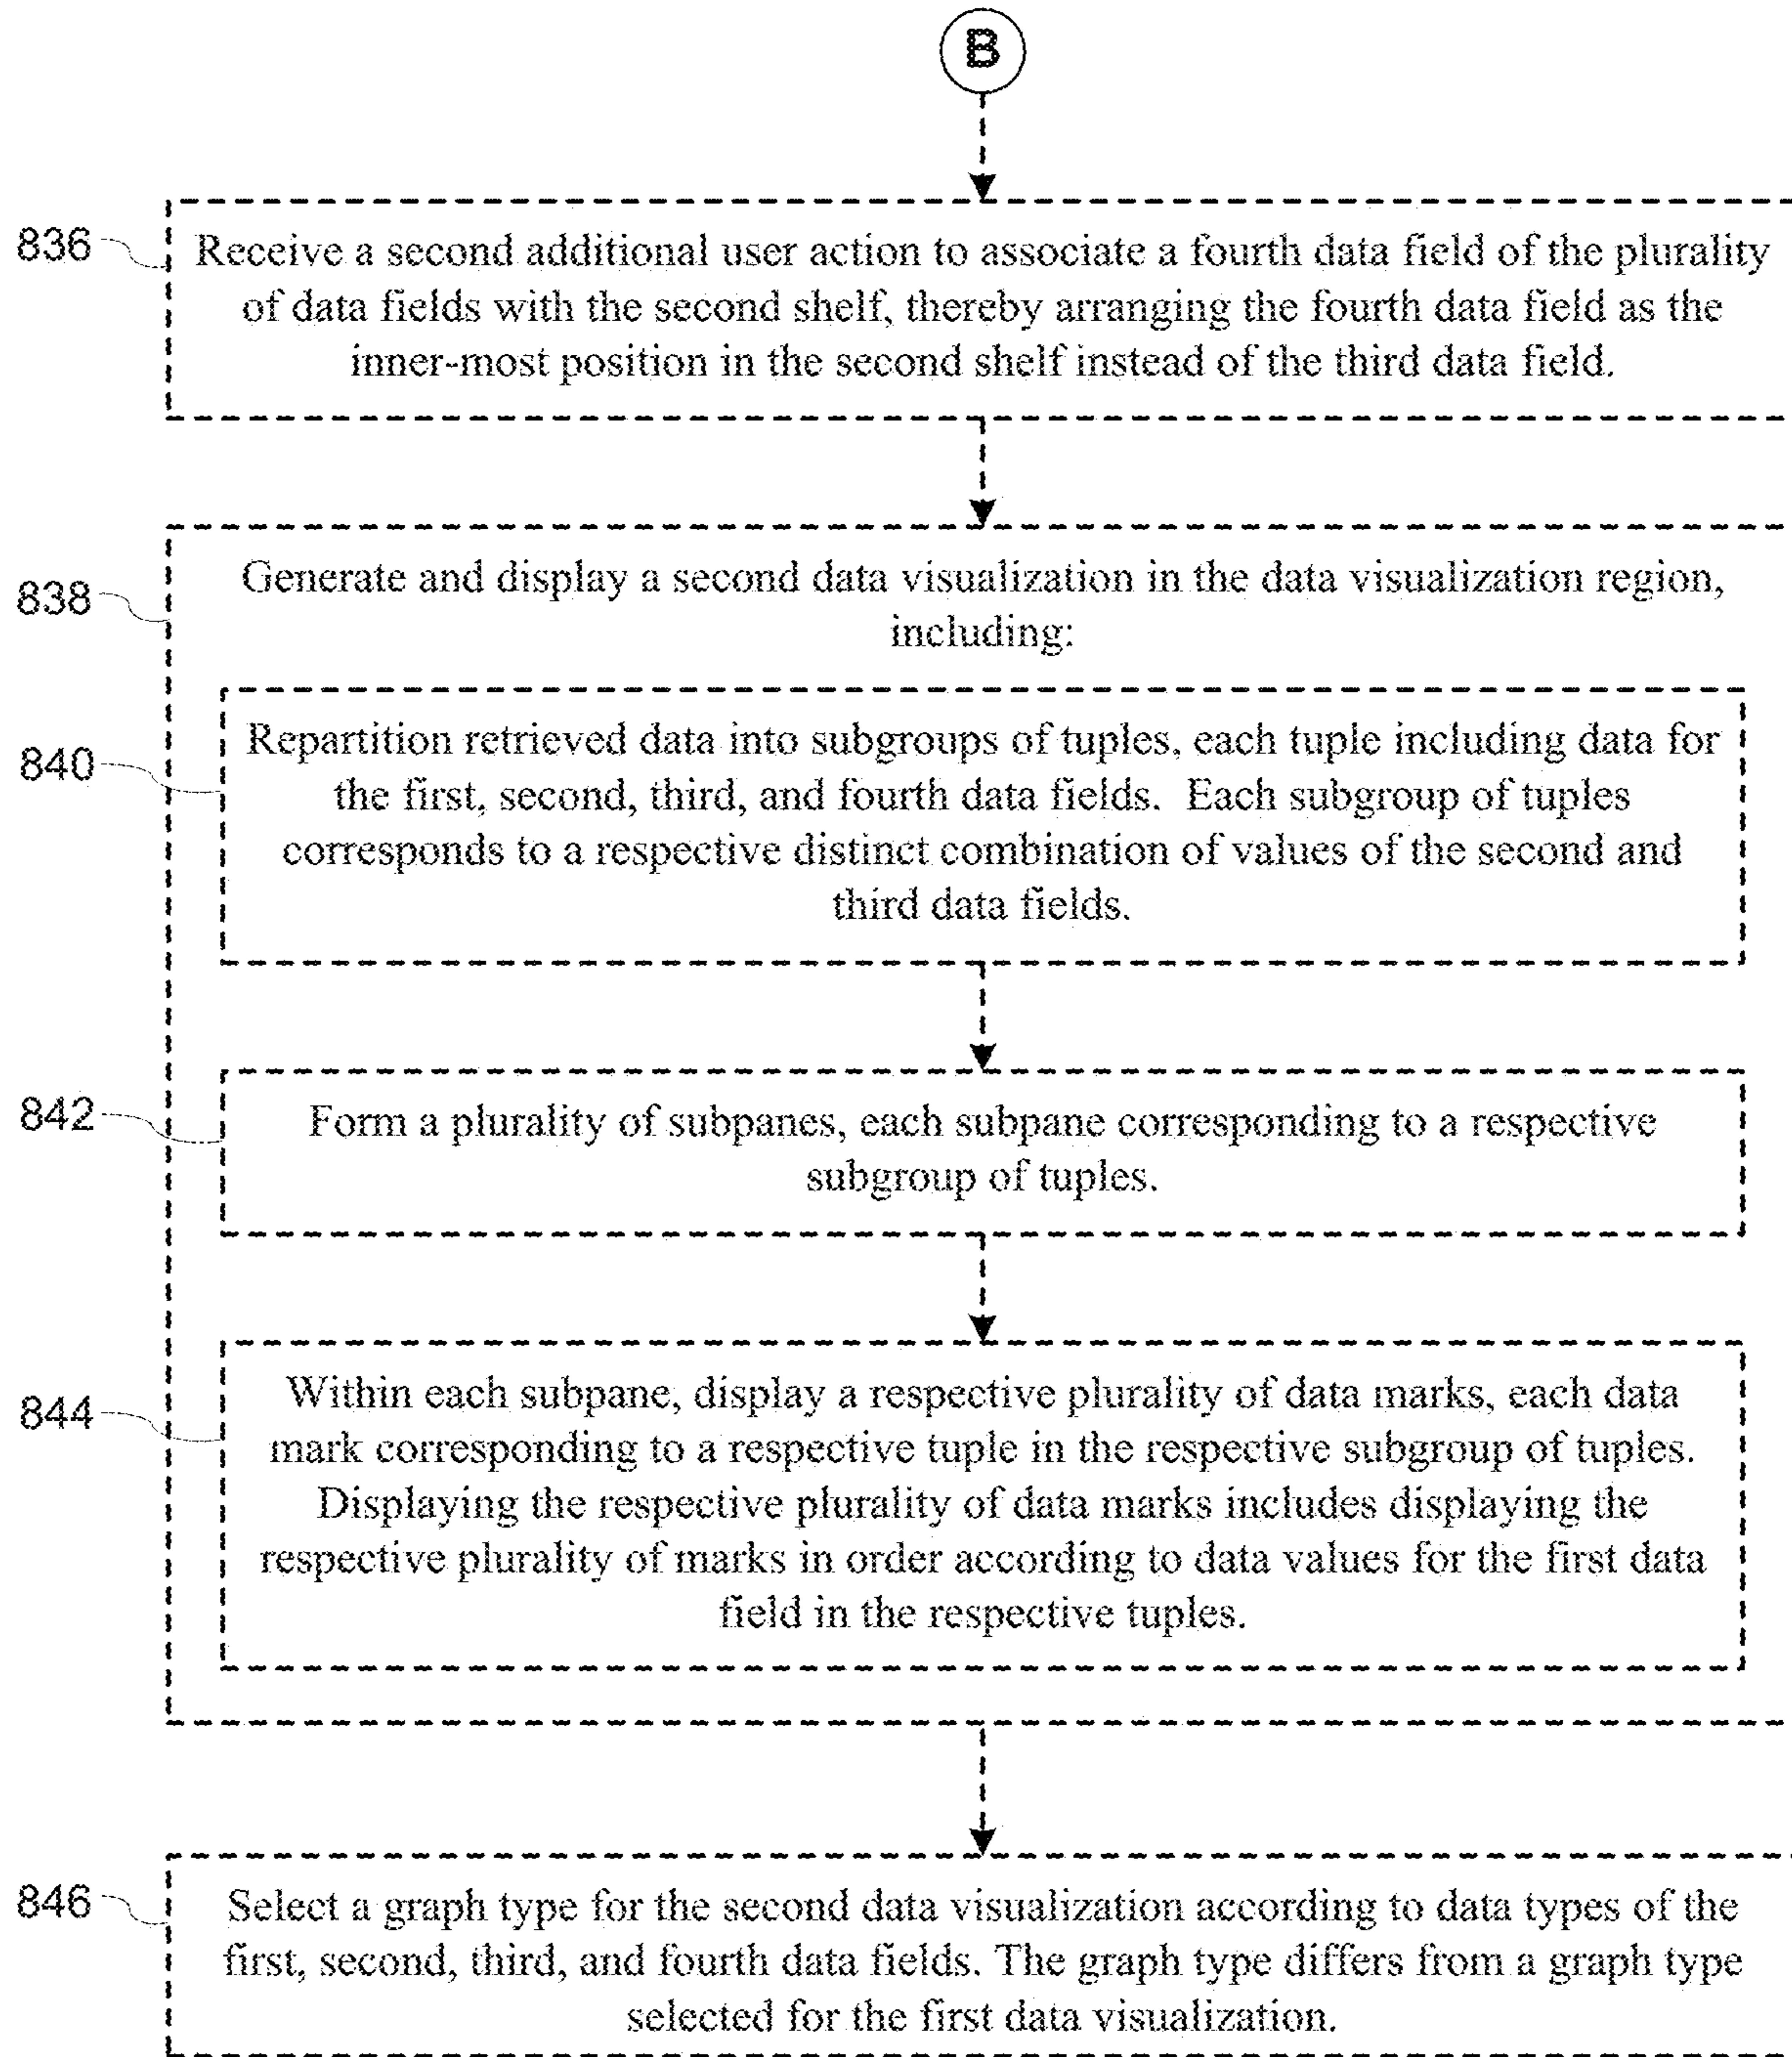 B
836
Receive a second additional user action to associate a fourth data field of the plurality
of data fields with the second shelf, thereby arranging the fourth data field as the
inner-most position in the second shelf instead of the third data field.
838
Generate and display a second data visualization in the data visualization region,
including:
840
Repartition retrieved data into subgroups of tuples, each tuple including data for
the first, second, third, and fourth data fields. Each subgroup of tuples
corresponds to a respective distinct combination of values of the second and
third data fields.
842
Form a plurality of subpanes, each subpane corresponding to a respective
subgroup of tuples.
844
Within each subpane, display a respective plurality of data marks, each data
mark corresponding to a respective tuple in the respective subgroup of tuples.
Displaying the respective plurality of data marks includes displaying the
respective plurality of marks in order according to data values for the first data
field in the respective tuples.
846
Select a graph type for the second data visualization according to data types of the
first, second, third, and fourth data fields. The graph type differs from a graph type
selected for the first data visualization.